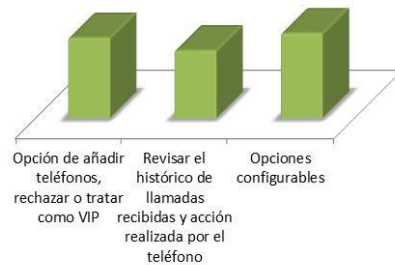 Opción de añadir
teléfonos,
rechazar o tratar
como VIP
Revisar el
histórico de
llamadas
recibidas y acción
realizada por el
teléfono
Opciones
configurables